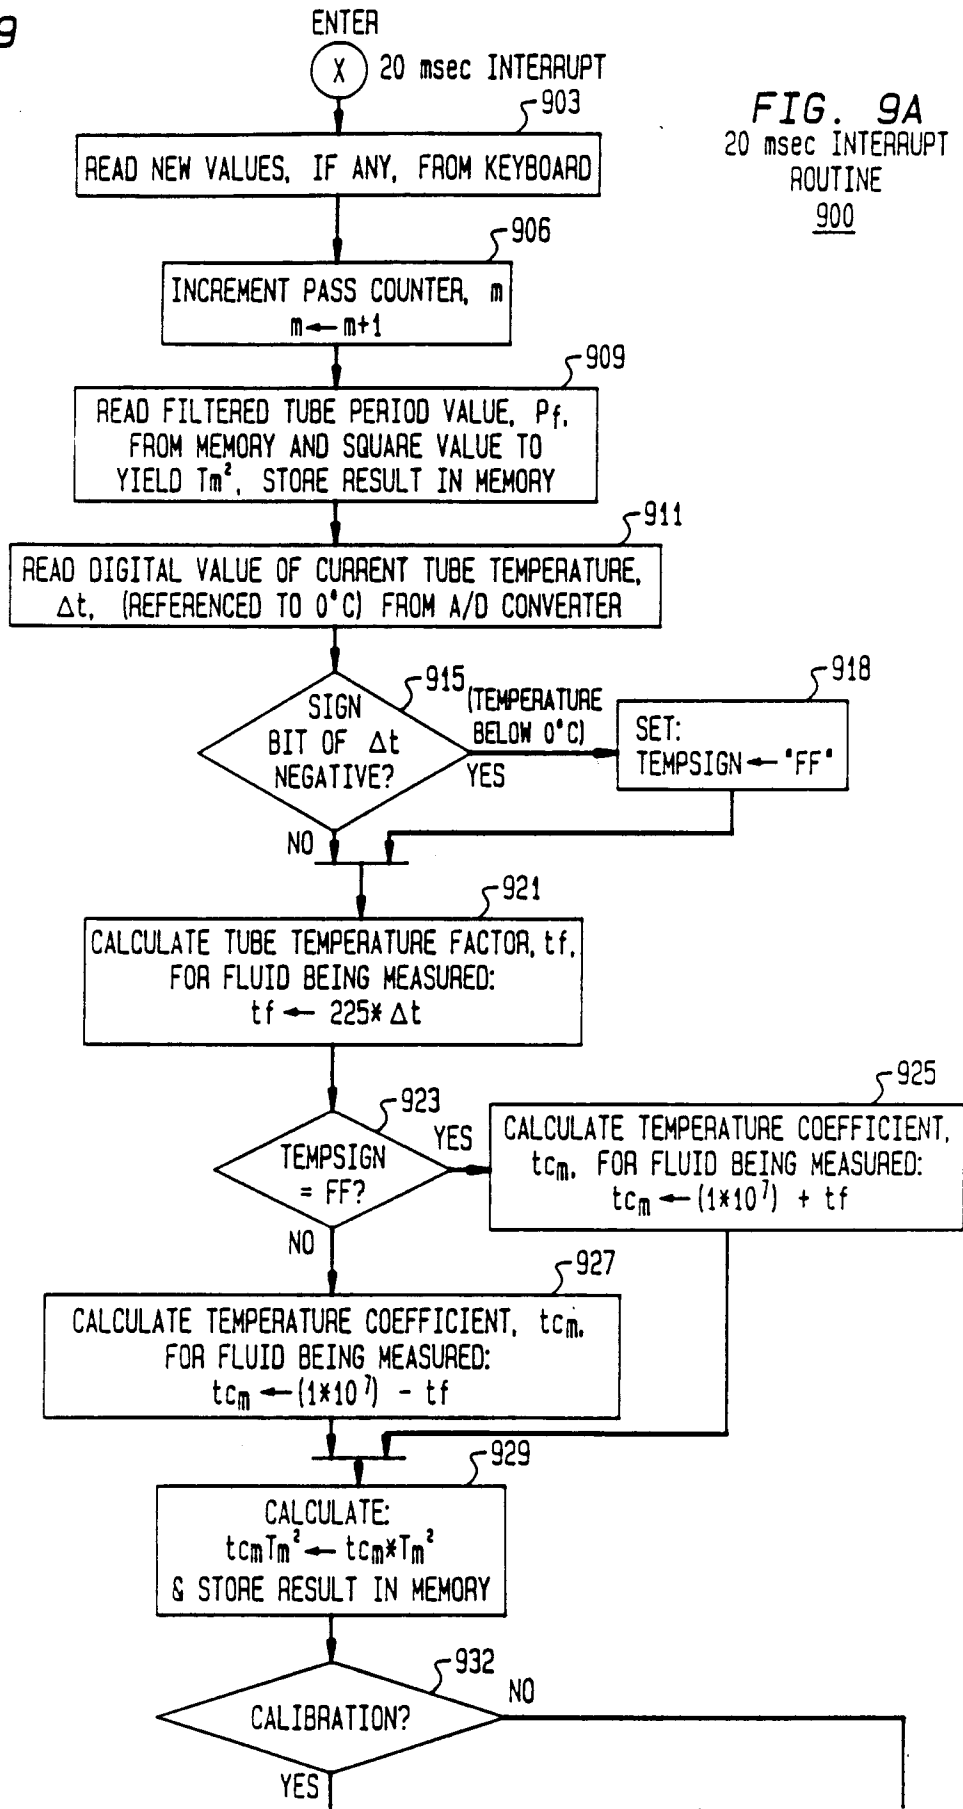 9
ENTER
X
20 msec INTERRUPT
FIG. 9A
20 msec INTERRUPT
ROUTINE
900
903
READ NEW VALUES, IF ANY, FROM KEYBOARD
906
INCREMENT PASS COUNTER, m
m←m+1
909
READ FILTERED TUBE PERIOD VALUE, Pf,
FROM MEMORY AND SQUARE VALUE TO
YIELD Tm², STORE RESULT IN MEMORY
911
READ DIGITAL VALUE OF CURRENT TUBE TEMPERATURE,
Δt, (REFERENCED TO 0°C) FROM A/D CONVERTER
915
SIGN
BIT OF Δt
NEGATIVE?
(TEMPERATURE
BELOW 0°C)
YES
918
SET:
TEMPSIGN ← "FF"
NO
921
CALCULATE TUBE TEMPERATURE FACTOR, tf,
FOR FLUID BEING MEASURED:
tf ← 225* Δt
923
TEMPSIGN
= FF?
YES
925
CALCULATE TEMPERATURE COEFFICIENT,
tcm, FOR FLUID BEING MEASURED:
tcm ← (1*10⁷) + tf
NO
927
CALCULATE TEMPERATURE COEFFICIENT, tcm,
FOR FLUID BEING MEASURED:
tcm ← (1*10⁷) - tf
929
CALCULATE:
tcmTm² ← tcm*Tm²
& STORE RESULT IN MEMORY
932
CALIBRATION?
NO
YES